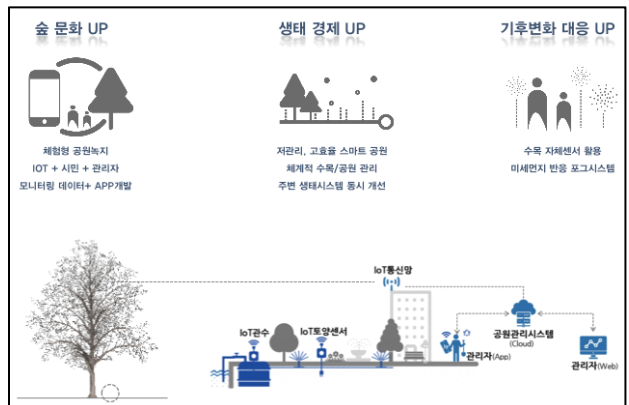 숲 문화 UP
체험형 공원녹지
IOT + 시민 + 관리자
모니터링 데이터+ APP개발
생태 경제 UP
저관리, 고효율 스마트 공원
체계적 수목/공원 관리
주변 생태시스템 동시 개선
기후변화 대응 UP
수목 자체센서 활용
미세먼지 반응 포그시스템
IoT통신망
IoT관수
IoT토양센서
관리자(App)
공원관리시스템
(Cloud)
관리자(Web)